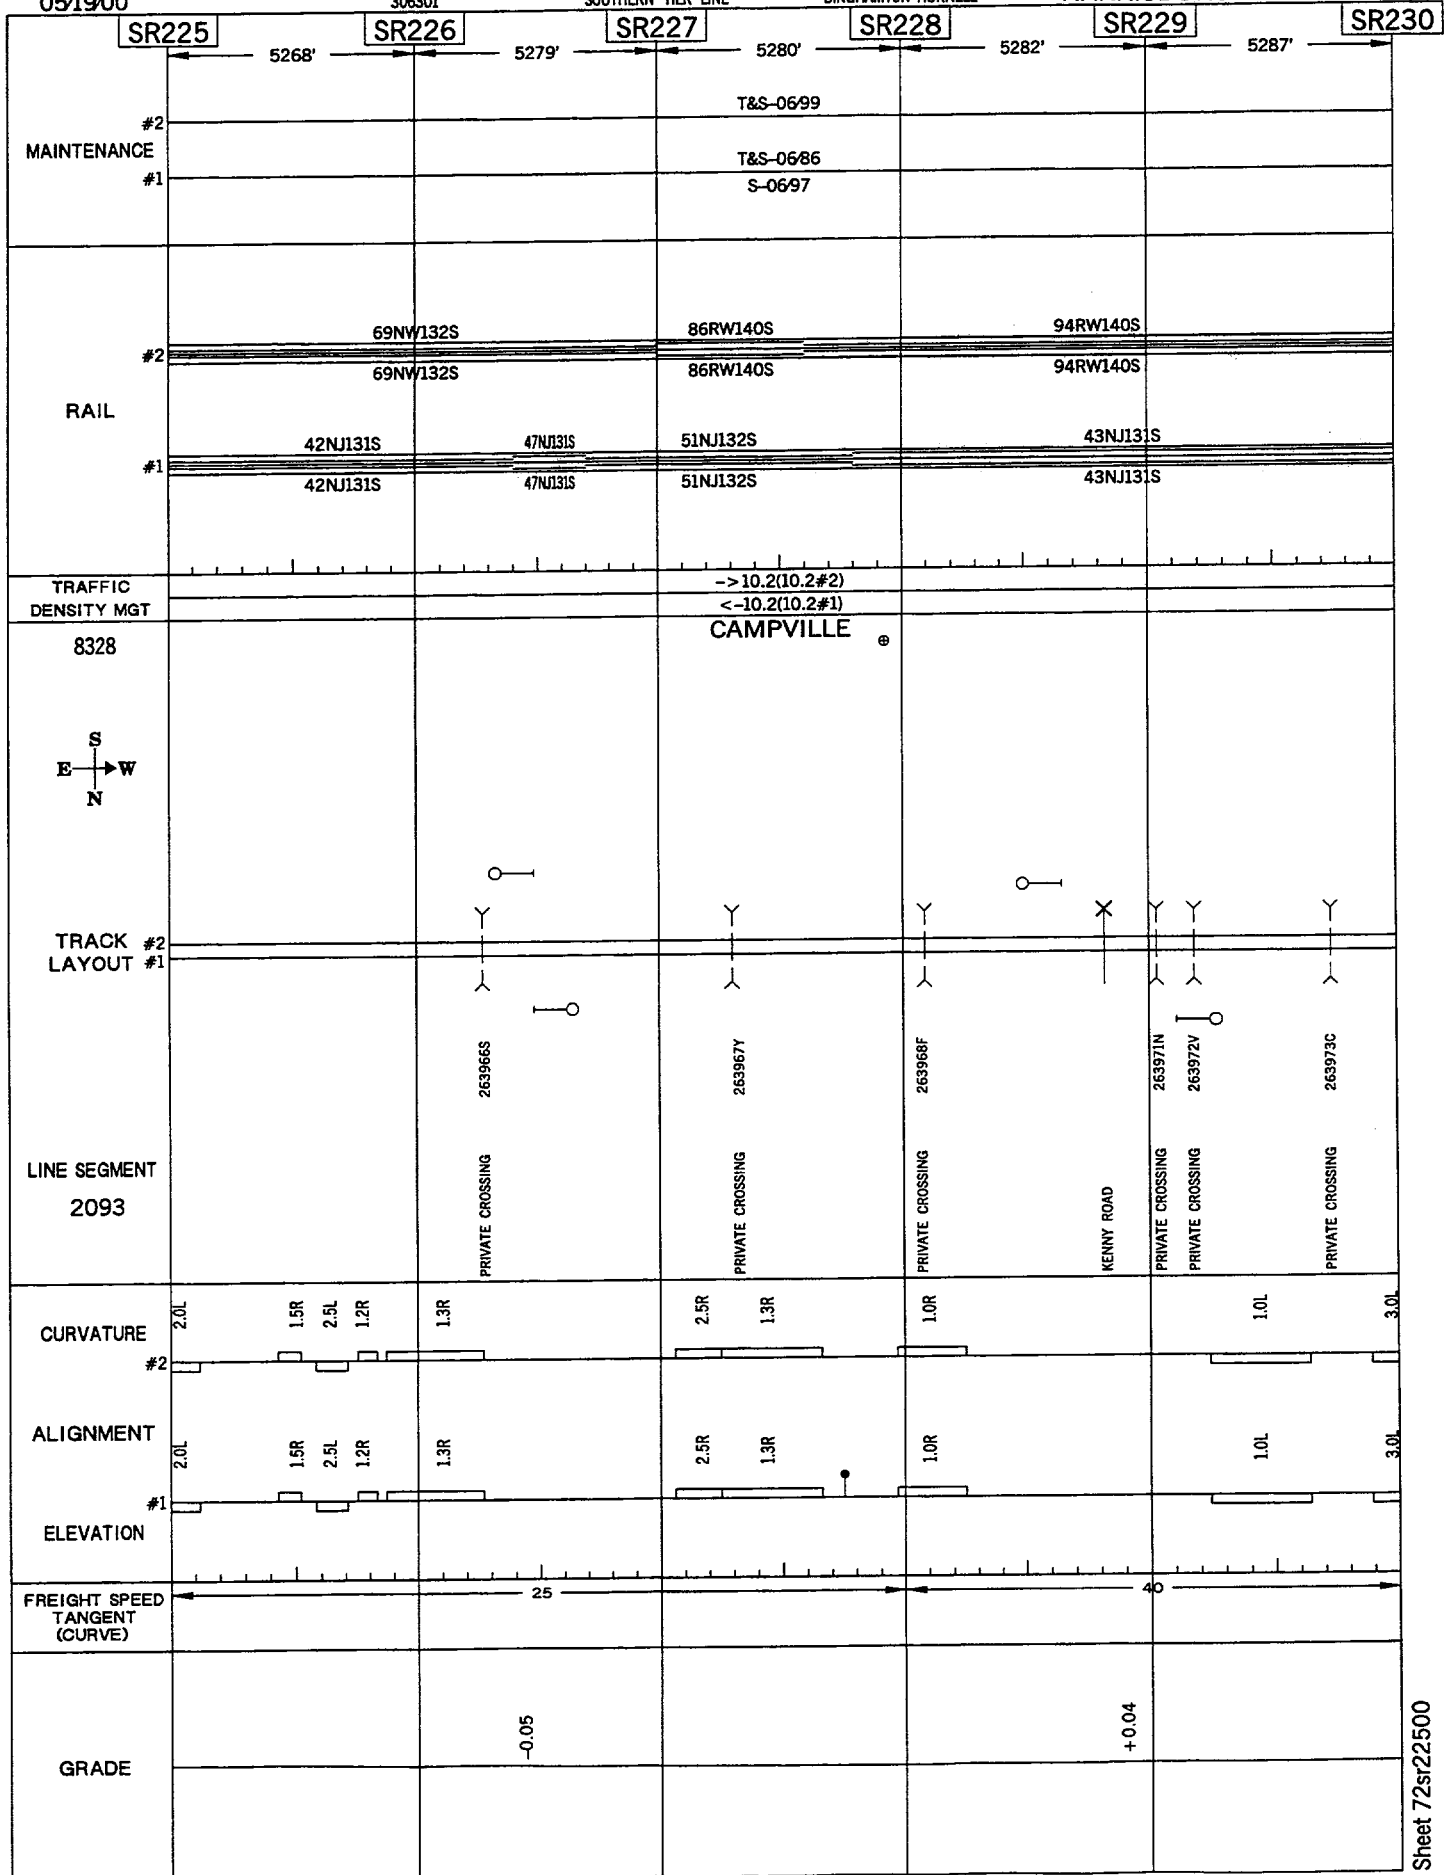 05/19/00 306301 SOUTHERN TIER LINE
SR225 SR226 SR227 SR228 SR229 SR230
5268' 5279' 5280' 5282' 5287'
T&S-06/99
#2
MAINTENANCE
T&S-06/86
#1
S-06/97
69NW132S 86RW140S 94RW140S
#2
69NW132S 86RW140S 94RW140S
RAIL
42NJ131S 47NJ131S 51NJ132S 43NJ131S
#1
42NJ131S 47NJ131S 51NJ132S 43NJ131S
TRAFFIC
DENSITY MGT
->10.2(10.2#2)
<-10.2(10.2#1)
CAMPVILLE
8328
S
E W
N
TRACK #2
LAYOUT #1
263966S
263967Y
263968F
263971N
263972V
263973C
LINE SEGMENT
2093
PRIVATE CROSSING
PRIVATE CROSSING
PRIVATE CROSSING
KENNY ROAD
PRIVATE CROSSING
PRIVATE CROSSING
PRIVATE CROSSING
CURVATURE
2.0L 1.5R 2.5L 1.2R 1.3R 2.5R 1.3R 1.0R 1.0L 3.0L
#2
ALIGNMENT
2.0L 1.5R 2.5L 1.2R 1.3R 2.5R 1.3R 1.0R 1.0L 3.0L
#1
ELEVATION
FREIGHT SPEED
TANGENT
(CURVE)
25 40
GRADE
-0.05
+0.04
Sheet 72sr22500